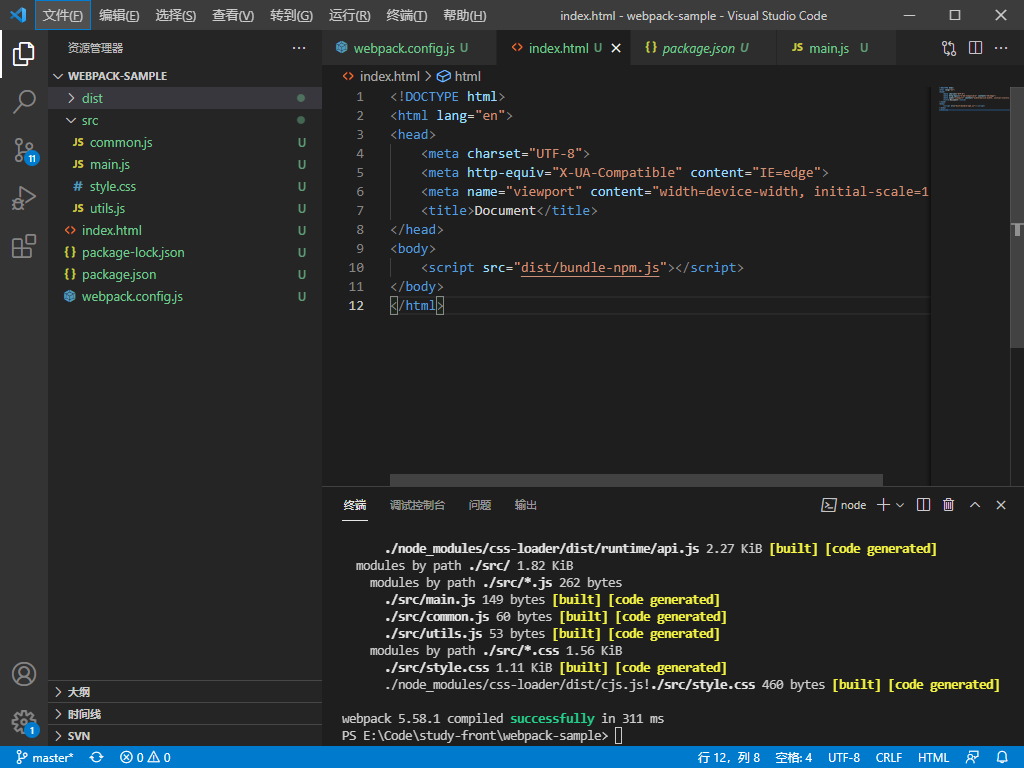 文件(F) 编辑(E) 选择(S) 查看(V) 转到(G) 运行(R) 终端(T) 帮助(H) index.html - webpack-sample - Visual Studio Code
资源管理器 ···
webpack.config.js U index.html U package.json U main.js U ···
index.html > html
WEBPACK-SAMPLE
dist
src
JS common.js U
JS main.js U
# style.css U
JS utils.js U
<> index.html U
{} package-lock.json U
{} package.json U
webpack.config.js U
11
1
大纲
时间线
SVN
1 <!DOCTYPE html>
2 <html lang="en">
3 <head>
4 <meta charset="UTF-8">
5 <meta http-equiv="X-UA-Compatible" content="IE=edge">
6 <meta name="viewport" content="width=device-width, initial-scale=1
7 <title>Document</title>
8 </head>
9 <body>
10 <script src="dist/bundle-npm.js"></script>
11 </body>
12 </html>
终端 调试控制台 问题 输出 node
./node_modules/css-loader/dist/runtime/api.js 2.27 KiB [built] [code generated]
modules by path ./src/ 1.82 KiB
modules by path ./src/*.js 262 bytes
./src/main.js 149 bytes [built] [code generated]
./src/common.js 60 bytes [built] [code generated]
./src/utils.js 53 bytes [built] [code generated]
modules by path ./src/*.css 1.56 KiB
./src/style.css 1.11 KiB [built] [code generated]
./node_modules/css-loader/dist/cjs.js!./src/style.css 460 bytes [built] [code generated]
webpack 5.58.1 compiled successfully in 311 ms
PS E:\Code\study-front\webpack-sample>
master* 0 0 行 12，列 8 空格: 4 UTF-8 CRLF HTML